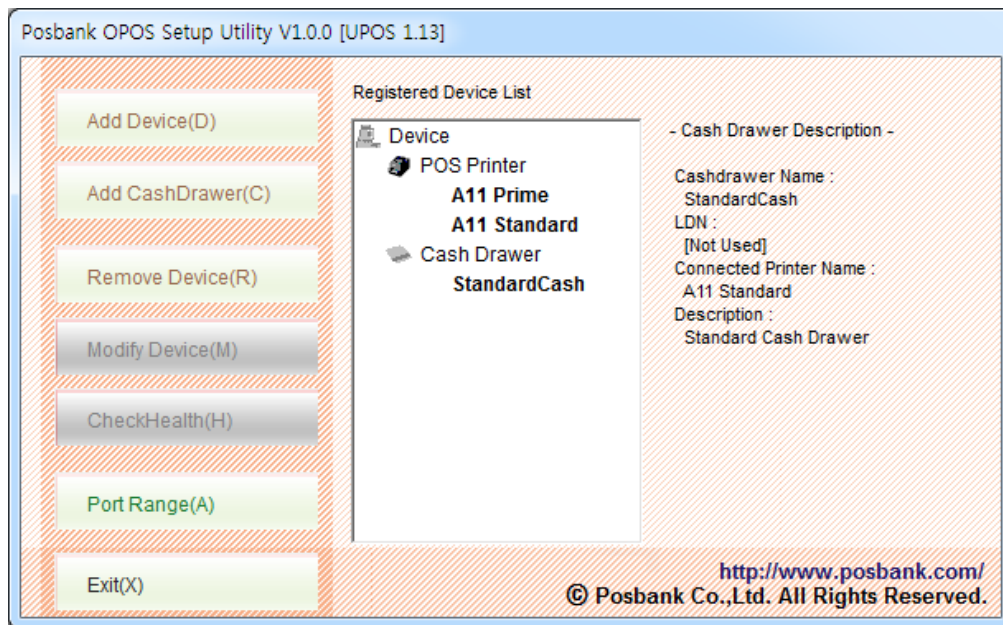 Posbank OPOS Setup Utility V1.0.0 [UPOS 1.13]
Add Device(D)
Add CashDrawer(C)
Remove Device(R)
Modify Device(M)
CheckHealth(H)
Port Range(A)
Exit(X)
Registered Device List
Device
POS Printer
A11 Prime
A11 Standard
Cash Drawer
StandardCash
- Cash Drawer Description -
Cashdrawer Name :
StandardCash
LDN :
[Not Used]
Connected Printer Name :
A11 Standard
Description :
Standard Cash Drawer
http://www.posbank.com/
© Posbank Co.,Ltd. All Rights Reserved.